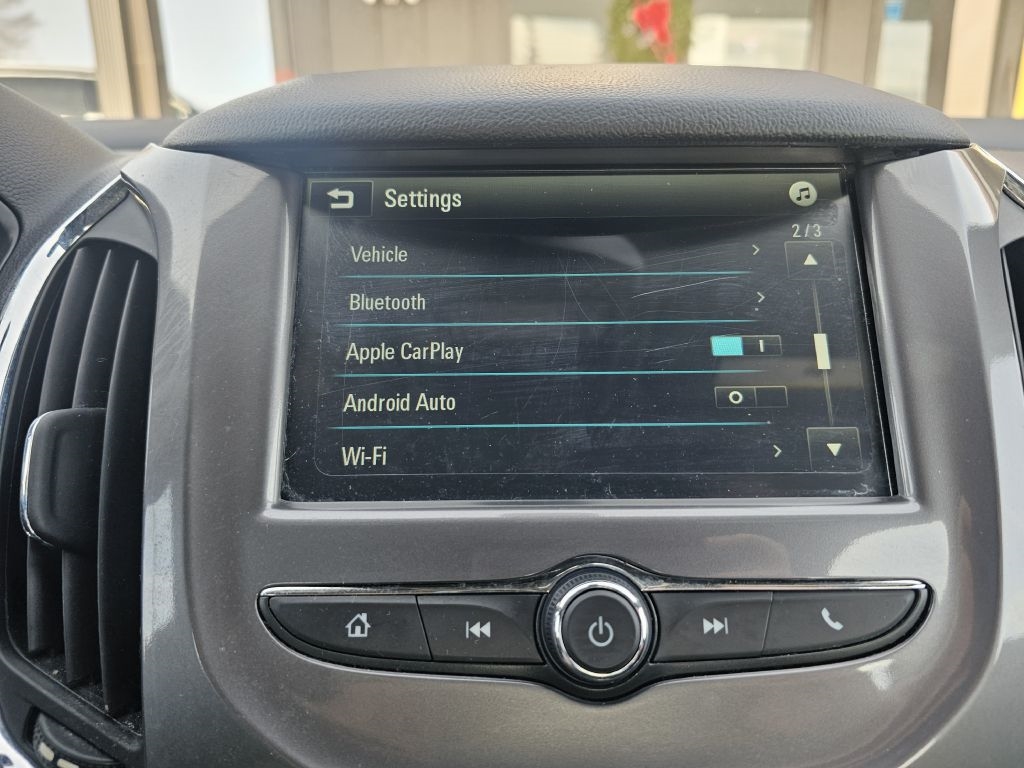 Settings
2/3
Vehicle
Bluetooth
Apple CarPlay
Android Auto
Wi-Fi